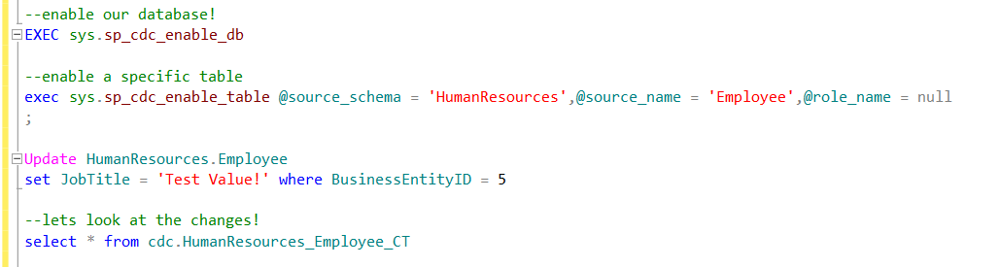 --enable our database!
EXEC sys.sp_cdc_enable_db
--enable a specific table
exec sys.sp_cdc_enable_table @source_schema = 'HumanResources',@source_name = 'Employee',@role_name = null
;
Update HumanResources.Employee
set JobTitle = 'Test Value!' where BusinessEntityID = 5
--lets look at the changes!
select * from cdc.HumanResources_Employee_CT